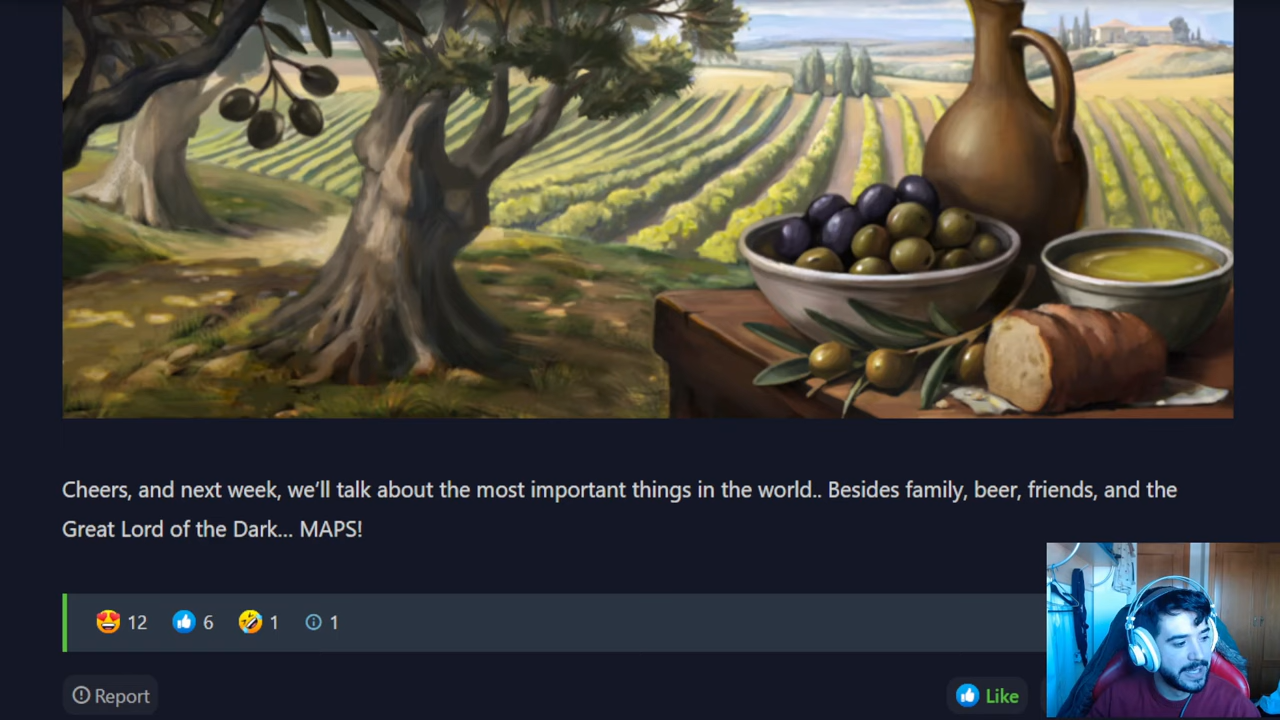 Cheers, and next week, we’ll talk about the most important things in the world.. Besides family, beer, friends, and the
Great Lord of the Dark... MAPS!
12 6 1 1
Report Like